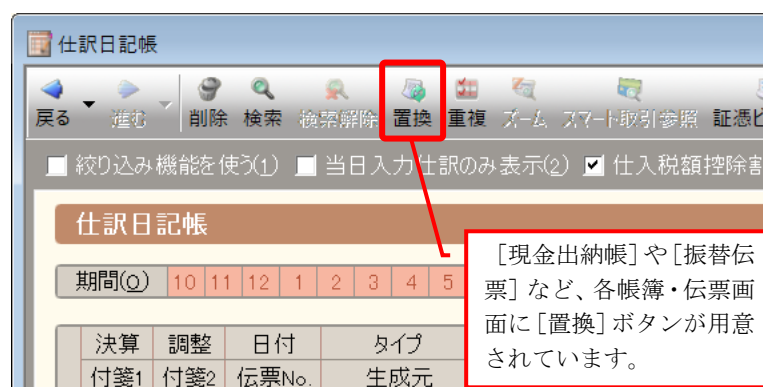 仕訳日記帳
戻る 進む 削除 検索 検索解除 置換 重複 ズーム スマート取引参照 証憑ビ
絞り込み機能を使う(1) 当日入力仕訳のみ表示(2) 仕入税額控除割
仕訳日記帳
期間(O) 10 11 12 1 2 3 4 5
決算 調整 日付 タイプ
付箋1 付箋2 伝票No. 生成元
［現金出納帳］や［振替伝
票］など、各帳簿・伝票画
面に［置換］ボタンが用意
されています。